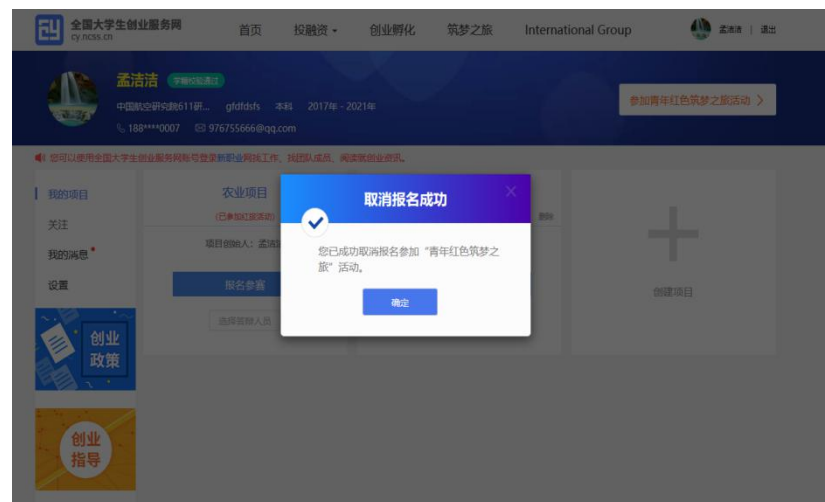 全国大学生创业服务网
cy.ncss.cn
首页 投融资 创业孵化 筑梦之旅 International Group 孟洁洁 | 退出
孟洁洁 学籍校验通过
中国航空研究院611研... gfdfdsfs 本科 2017年 - 2021年
188****0007 976755666@qq.com
参加青年红色筑梦之旅活动
您可以使用全国大学生创业服务网账号登录新职业网找工作、找团队成员、阅读就创业资讯。
我的项目
关注
我的消息
设置
农业项目
(已参加红旅活动)
项目创始人：孟洁
报名参赛
选择答辩人员
删除
取消报名成功
您已成功取消报名参加“青年红色筑梦之
旅”活动。
确定
创建项目
创业
政策
创业
指导